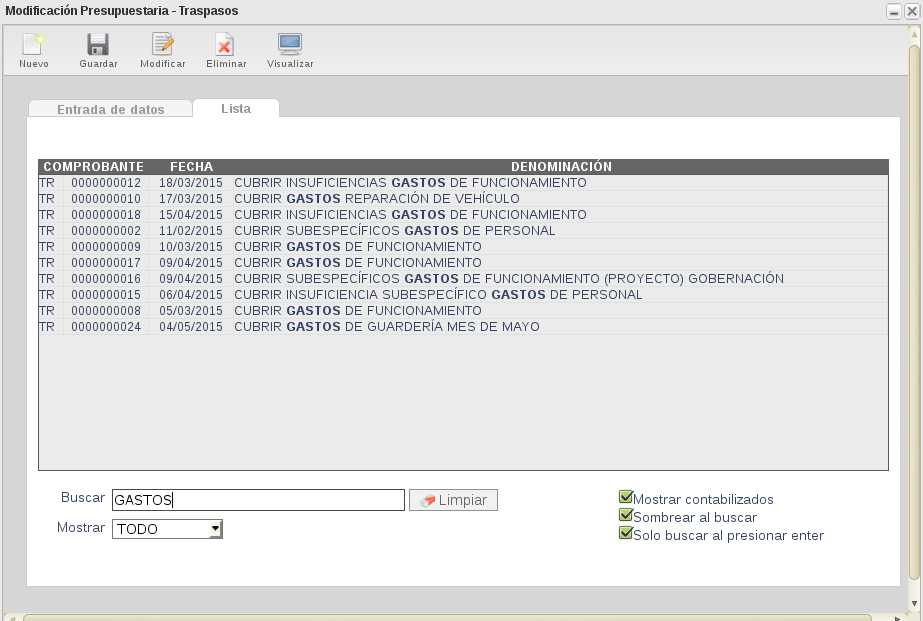 Modificación Presupuestaria - Traspasos
Nuevo Guardar Modificar Eliminar Visualizar
Entrada de datos Lista
COMPROBANTE FECHA DENOMINACIÓN
TR 0000000012 18/03/2015 CUBRIR INSUFICIENCIAS GASTOS DE FUNCIONAMIENTO
TR 0000000010 17/03/2015 CUBRIR GASTOS REPARACIÓN DE VEHÍCULO
TR 0000000018 15/04/2015 CUBRIR INSUFICIENCIAS GASTOS DE FUNCIONAMIENTO
TR 0000000002 11/02/2015 CUBRIR SUBESPECÍFICOS GASTOS DE PERSONAL
TR 0000000009 10/03/2015 CUBRIR GASTOS DE FUNCIONAMIENTO
TR 0000000017 09/04/2015 CUBRIR GASTOS DE FUNCIONAMIENTO
TR 0000000016 09/04/2015 CUBRIR SUBESPECÍFICOS GASTOS DE FUNCIONAMIENTO (PROYECTO) GOBERNACIÓN
TR 0000000015 06/04/2015 CUBRIR INSUFICIENCIA SUBESPECÍFICO GASTOS DE PERSONAL
TR 0000000008 05/03/2015 CUBRIR GASTOS DE FUNCIONAMIENTO
TR 0000000024 04/05/2015 CUBRIR GASTOS DE GUARDERÍA MES DE MAYO
Buscar GASTOS Limpiar
Mostrar TODO
Mostrar contabilizados
Sombrear al buscar
Solo buscar al presionar enter